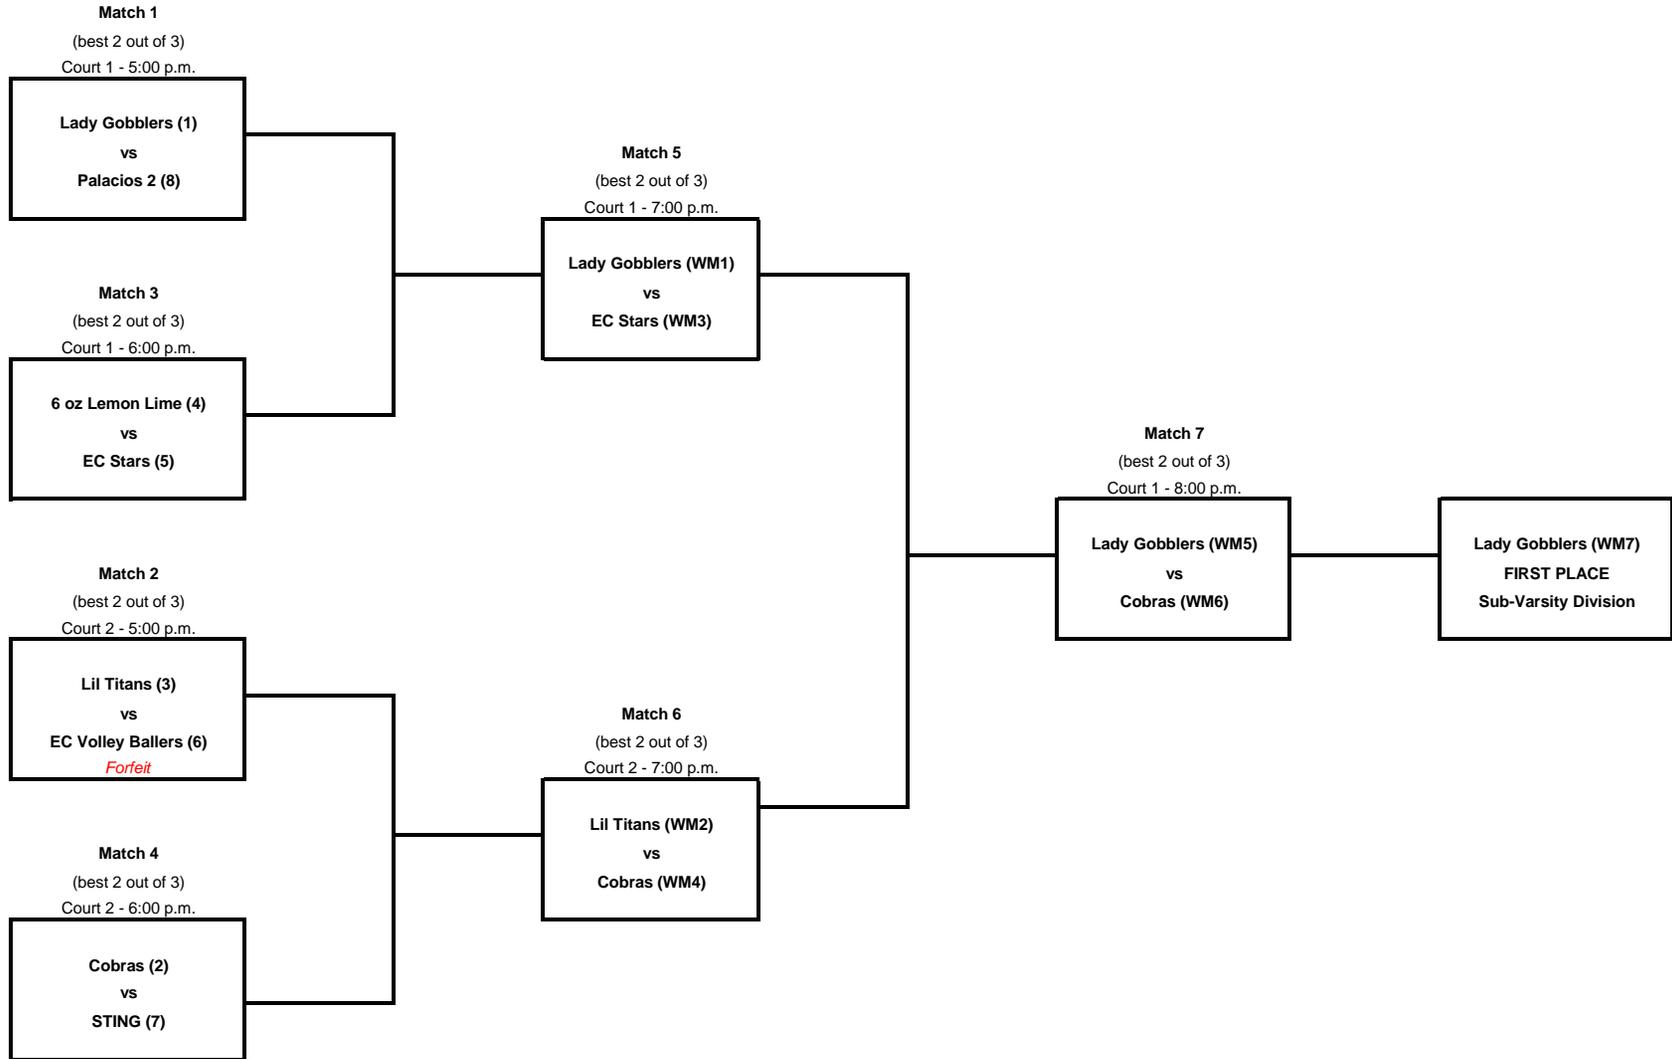 Match 1
(best 2 out of 3)
Court 1 - 5:00 p.m.
Lady Gobblers (1)
vs
Palacios 2 (8)
Match 3
(best 2 out of 3)
Court 1 - 6:00 p.m.
6 oz Lemon Lime (4)
vs
EC Stars (5)
Match 2
(best 2 out of 3)
Court 2 - 5:00 p.m.
Lil Titans (3)
vs
EC Volley Ballers (6)
Forfeit
Match 4
(best 2 out of 3)
Court 2 - 6:00 p.m.
Cobras (2)
vs
STING (7)
Match 5
(best 2 out of 3)
Court 1 - 7:00 p.m.
Lady Gobblers (WM1)
vs
EC Stars (WM3)
Match 6
(best 2 out of 3)
Court 2 - 7:00 p.m.
Lil Titans (WM2)
vs
Cobras (WM4)
Match 7
(best 2 out of 3)
Court 1 - 8:00 p.m.
Lady Gobblers (WM5)
vs
Cobras (WM6)
Lady Gobblers (WM7)
FIRST PLACE
Sub-Varsity Division